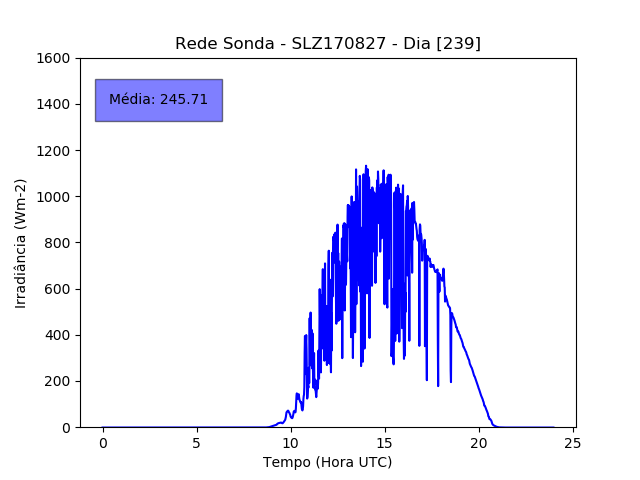 Rede Sonda - SLZ170827 - Dia [239]
1600
1400
1200
1000
800
600
400
200
0
Média: 245.71
Irradiância (Wm-2)
0 5 10 15 20 25
Tempo (Hora UTC)